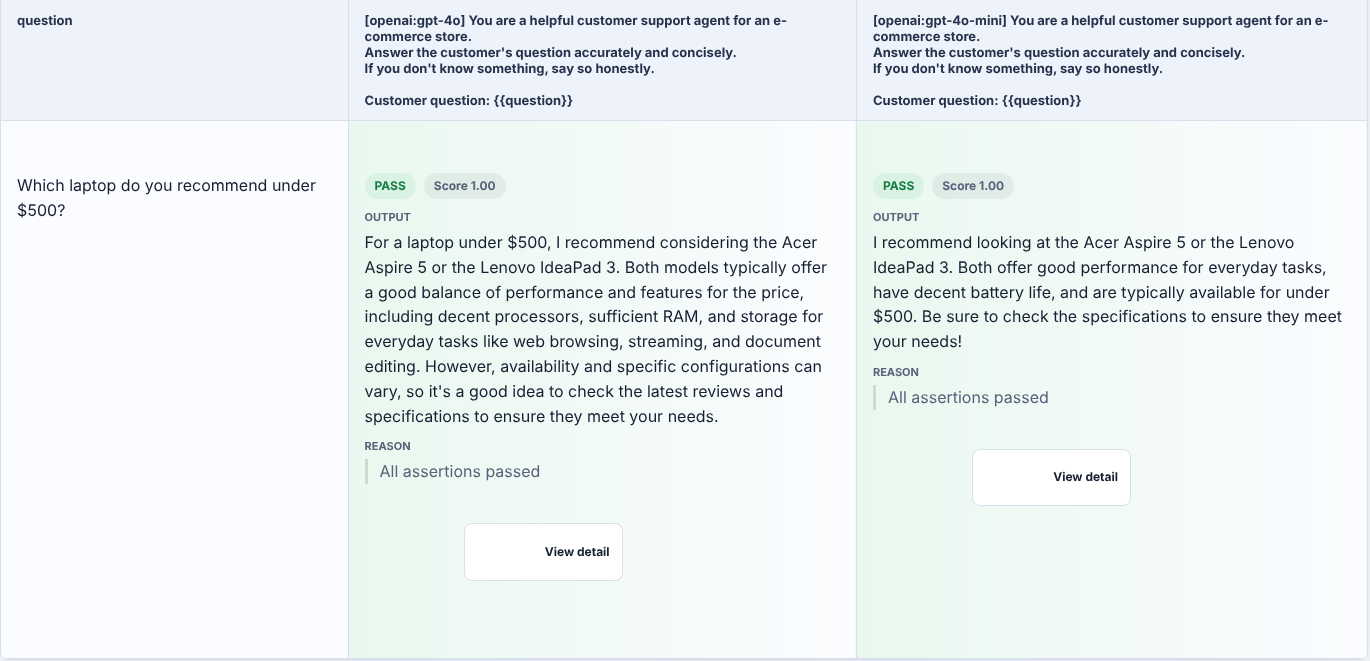 question
[openai:gpt-4o] You are a helpful customer support agent for an e-
commerce store.
Answer the customer's question accurately and concisely.
If you don't know something, say so honestly.
Customer question: {{question}}
[openai:gpt-4o-mini] You are a helpful customer support agent for an e-
commerce store.
Answer the customer's question accurately and concisely.
If you don't know something, say so honestly.
Customer question: {{question}}
Which laptop do you recommend under
$500?
PASS Score 1.00
OUTPUT
For a laptop under $500, I recommend considering the Acer
Aspire 5 or the Lenovo IdeaPad 3. Both models typically offer
a good balance of performance and features for the price,
including decent processors, sufficient RAM, and storage for
everyday tasks like web browsing, streaming, and document
editing. However, availability and specific configurations can
vary, so it's a good idea to check the latest reviews and
specifications to ensure they meet your needs.
REASON
All assertions passed
View detail
PASS Score 1.00
OUTPUT
I recommend looking at the Acer Aspire 5 or the Lenovo
IdeaPad 3. Both offer good performance for everyday tasks,
have decent battery life, and are typically available for under
$500. Be sure to check the specifications to ensure they meet
your needs!
REASON
All assertions passed
View detail